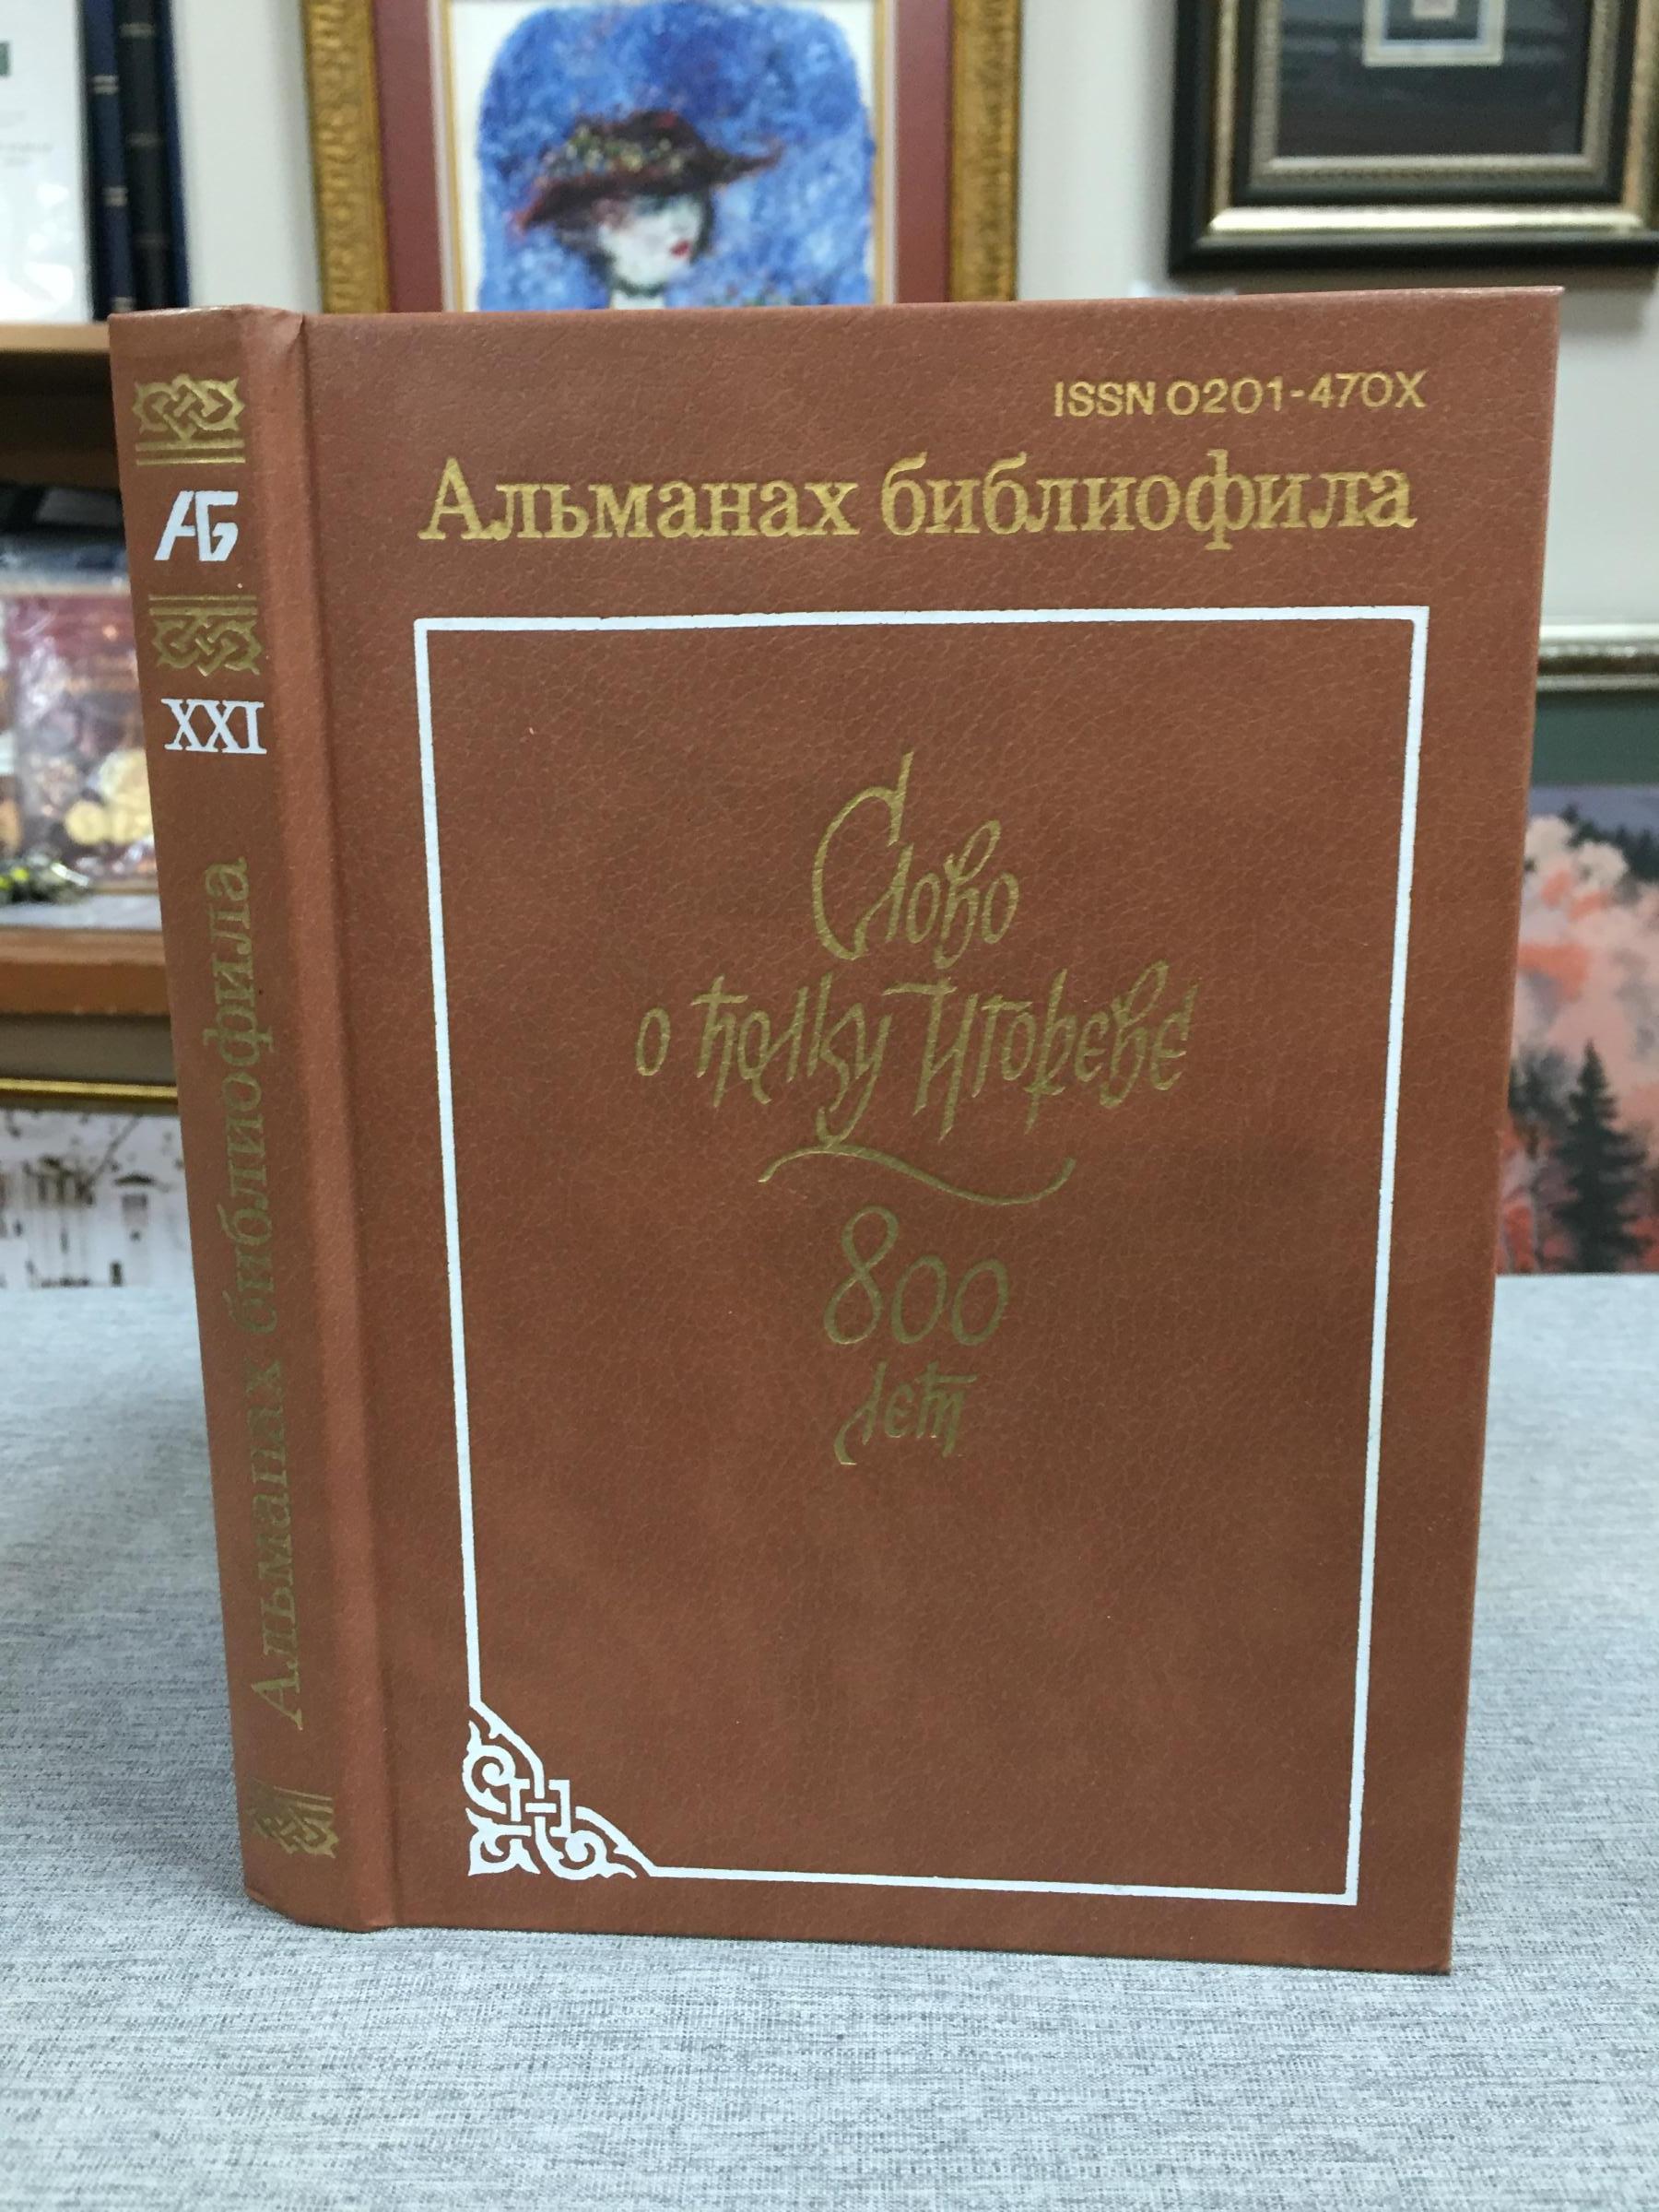 ISSN 0201-470X
Альманах библиофила
Слово
о полку Игореве
800
лет
АБ
XXI
Альманах библиофила